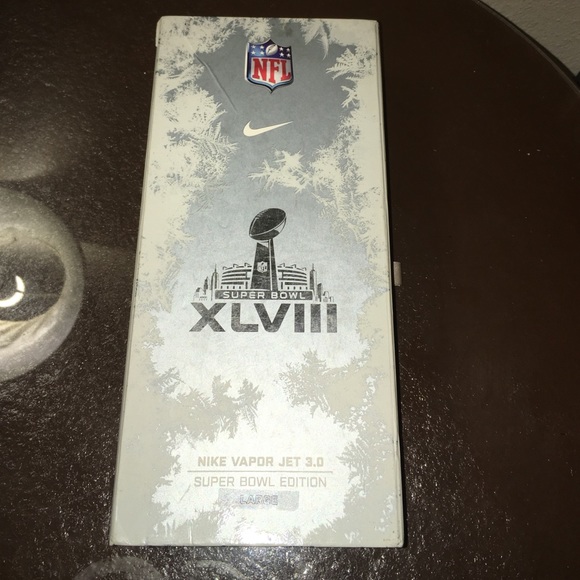 NFL
SUPER BOWL
XLVIII
NIKE VAPOR JET 3.0
SUPER BOWL EDITION
LARGE